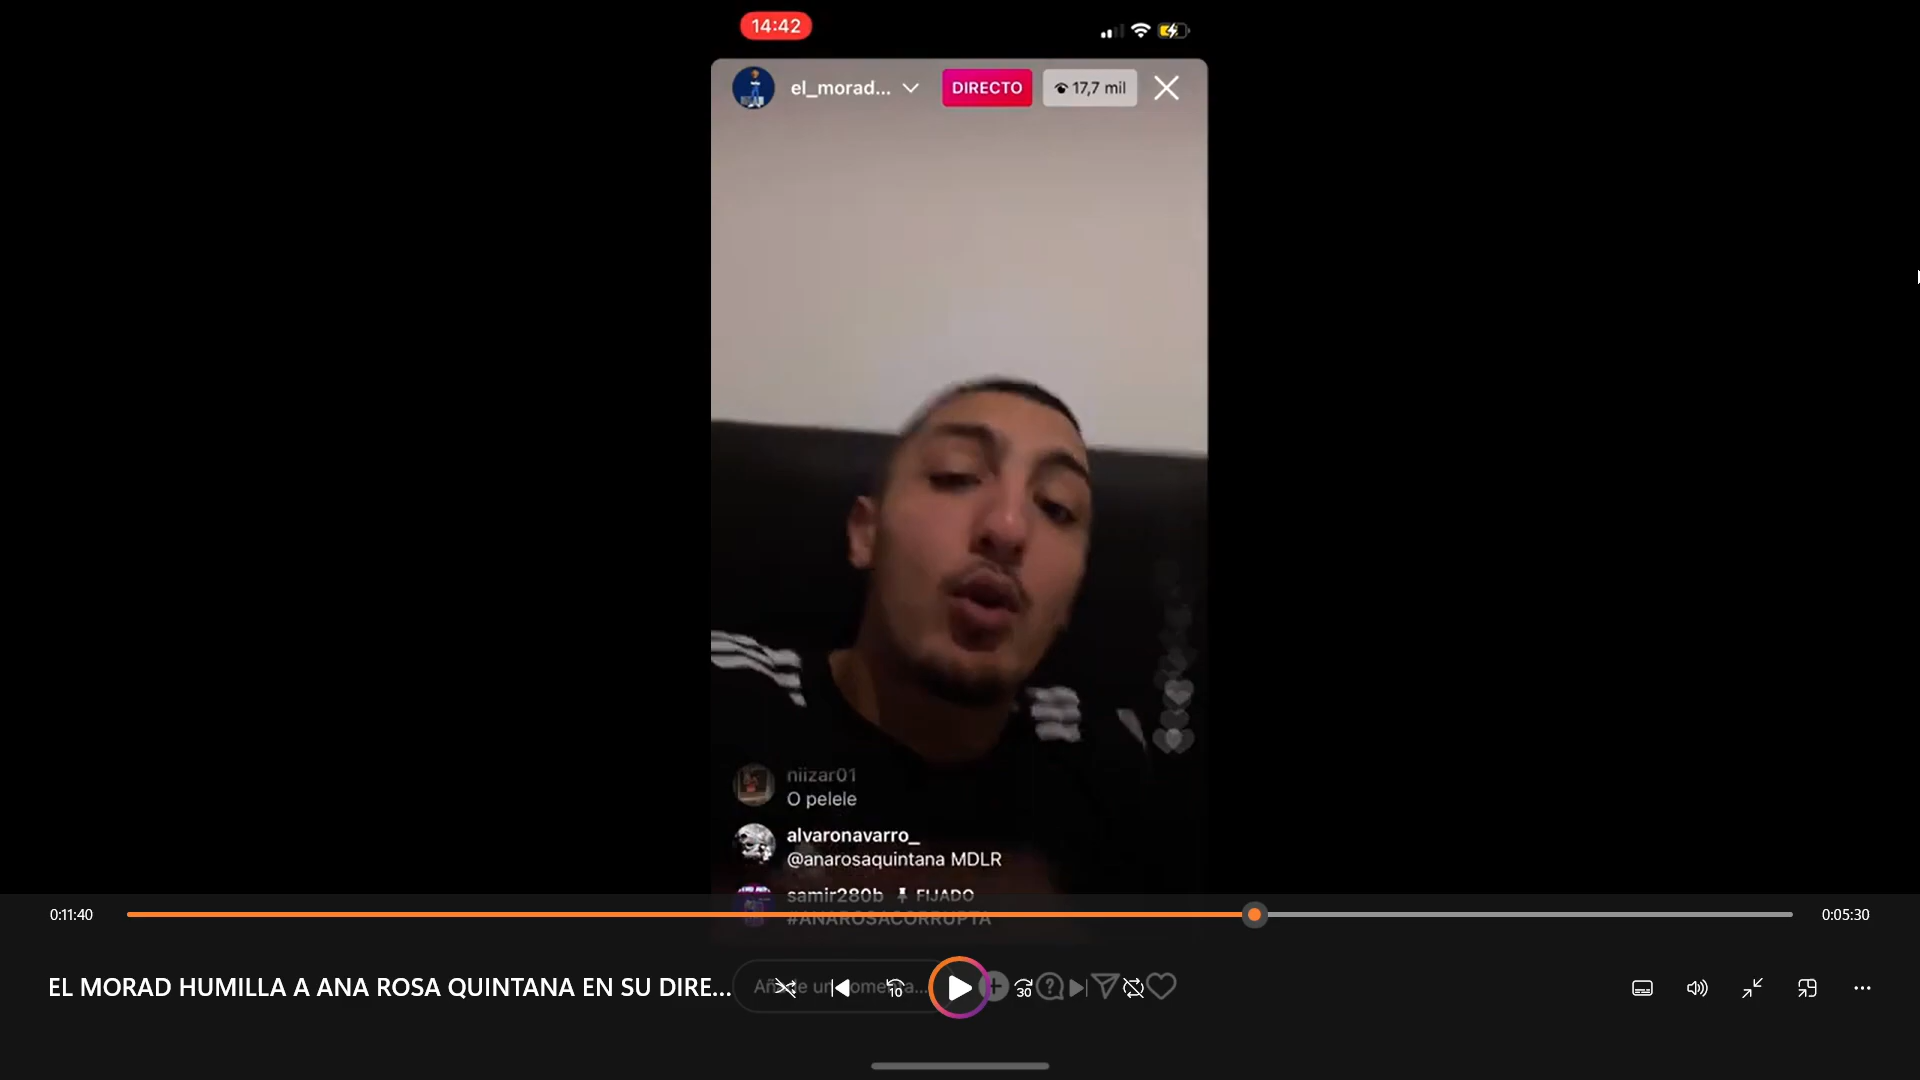 14:42
el_morad...
DIRECTO
17,7 mil
niizar01
O pelele
alvaronavarro_
@anarosaquintana MDLR
samir280b FIJADO
#ANAROSACORRUPTA
0:11:40
0:05:30
EL MORAD HUMILLA A ANA ROSA QUINTANA EN SU DIRE...
10
30